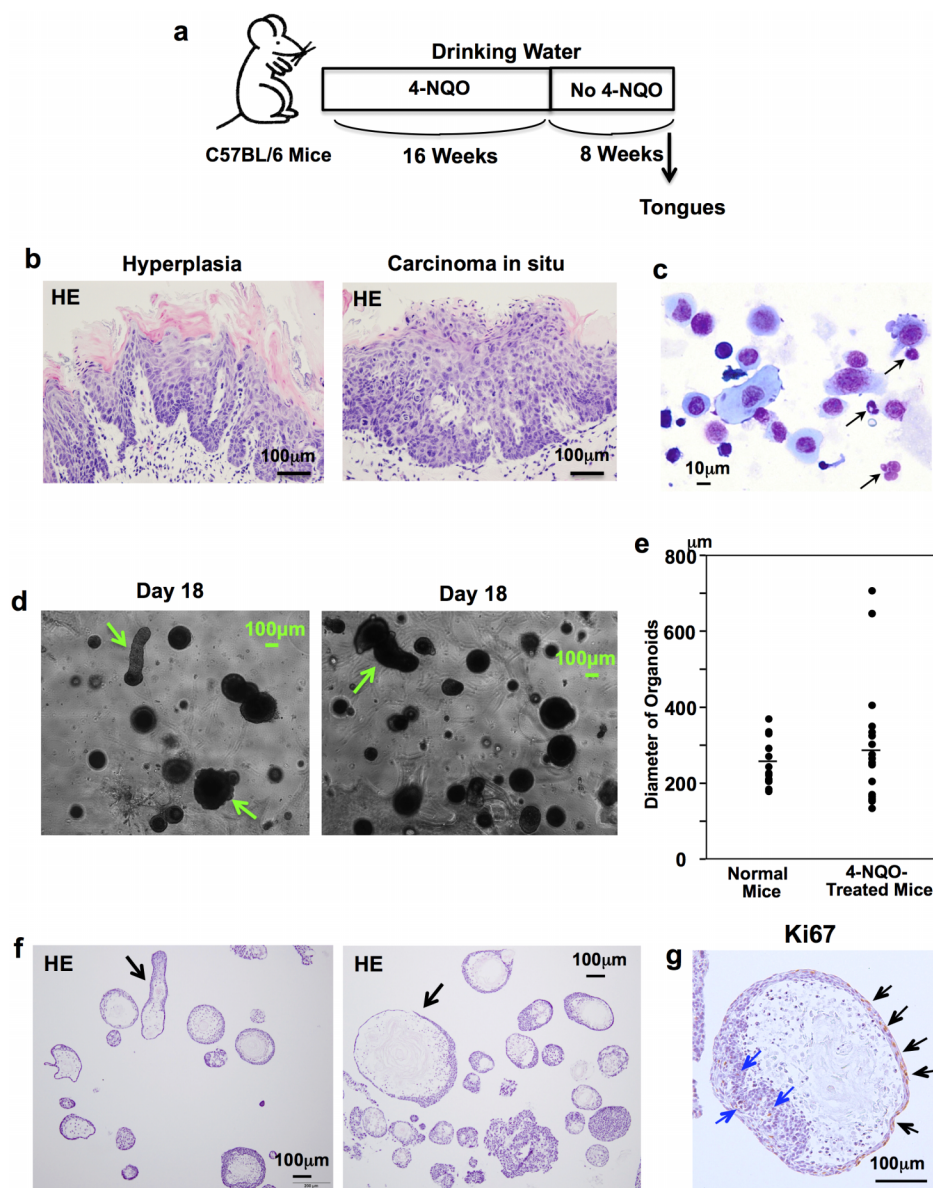 a
Drinking Water
4-NQO
No 4-NQO
C57BL/6 Mice
16 Weeks
8 Weeks
Tongues
b
Hyperplasia
Carcinoma in situ
HE
100μm
HE
100μm
c
10μm
d
Day 18
Day 18
100μm
100μm
e
μm
800
600
400
200
0
Diameter of Organoids
Normal
Mice
4-NQO-
Treated Mice
f
HE
100μm
HE
100μm
g
Ki67
100μm